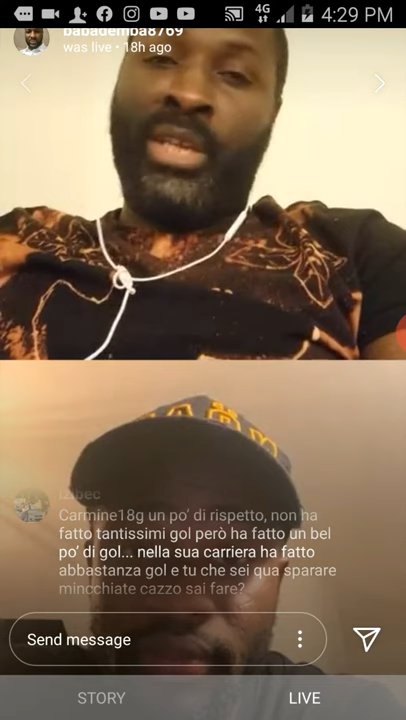 4G
4:29 PM
babademba8769
was live • 18h ago
izibec
Carmine18g un po' di rispetto, non ha
fatto tantissimi gol però ha fatto un bel
po' di gol... nella sua carriera ha fatto
abbastanza gol e tu che sei qua sparare
mincchiate cazzo sai fare?
Send message
STORY
LIVE